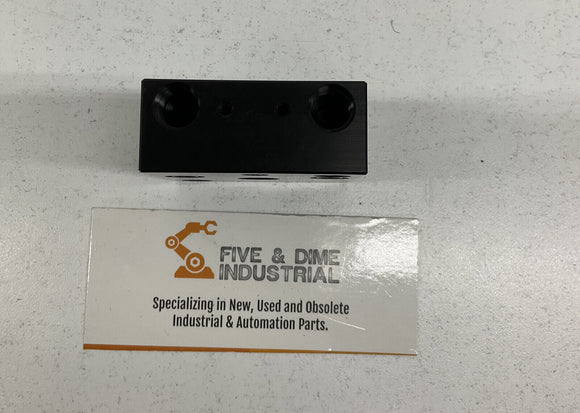 FIVE & DIME
INDUSTRIAL
Specializing in New, Used and Obsolete
Industrial & Automation Parts.